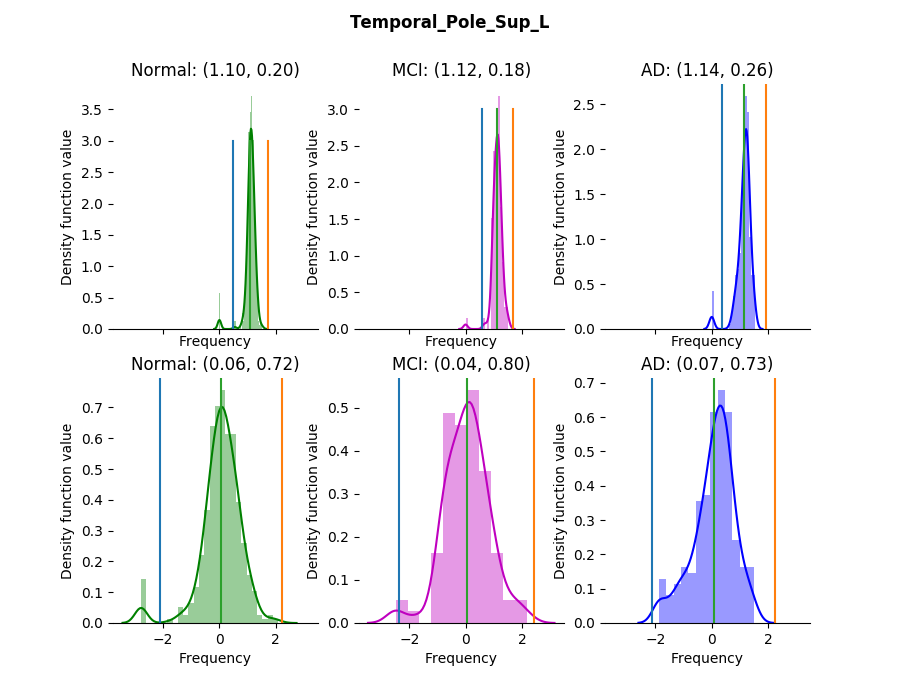 Temporal_Pole_Sup_L
Normal: (1.10, 0.20)
MCI: (1.12, 0.18)
AD: (1.14, 0.26)
Density function value
3.5
3.0
2.5
2.0
1.5
1.0
0.5
0.0
Frequency
Density function value
3.0
2.5
2.0
1.5
1.0
0.5
0.0
Frequency
Density function value
2.5
2.0
1.5
1.0
0.5
0.0
Frequency
Normal: (0.06, 0.72)
MCI: (0.04, 0.80)
AD: (0.07, 0.73)
Density function value
0.7
0.6
0.5
0.4
0.3
0.2
0.1
0.0
−2 0 2
Frequency
Density function value
0.5
0.4
0.3
0.2
0.1
0.0
−2 0 2
Frequency
Density function value
0.7
0.6
0.5
0.4
0.3
0.2
0.1
0.0
−2 0 2
Frequency